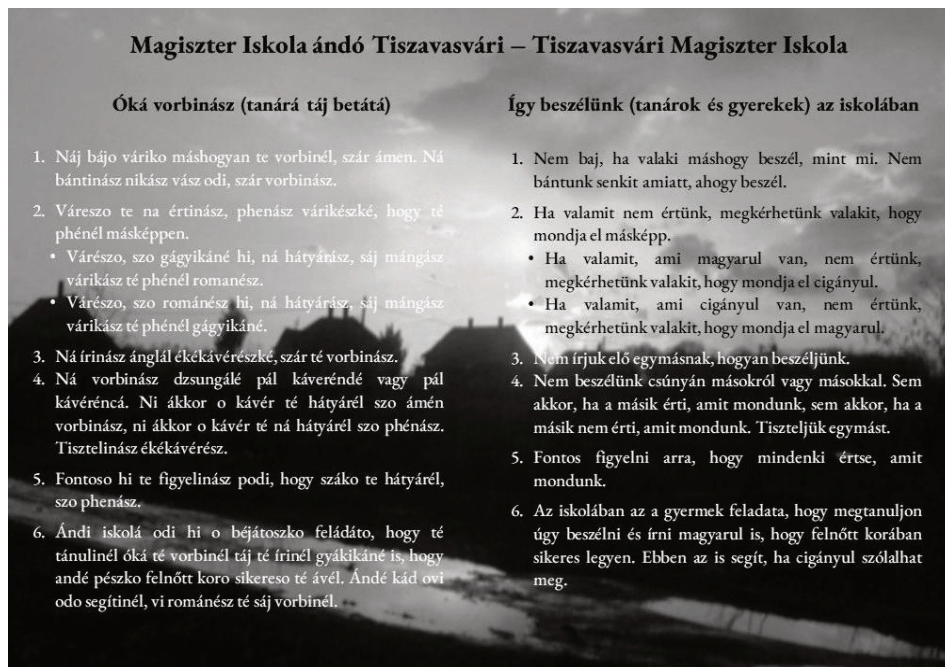 Magiszter Iskola ándó Tiszavasvári – Tiszavasvári Magiszter Iskola
Óká vorbinász (tanárá táj betátá)
1. Náj bájo váriko máshogyan te vorbinél, szár ámen. Ná
bántinász nikász vász odi, szár vorbinász.
2. Váreszo te na értinász, phenász várikészké, hogy té
phénél másképpen.
• Várészo, szo gágyikáné hi, ná hátyárász, sáj mángász
várikász té phénél romanész.
• Várészo, szo románész hi, ná hátyárász, sáj mángász
várikász té phénél gágyikáné.
3. Ná írinász ánglál ékékávérészké, szár té vorbinász.
4. Ná vorbinász dzsungálé pál káveréndé vagy pál
kávéréncá. Ni ákkor o kávér té hátyárél szo ámén
vorbinász, ni ákkor o kávér té ná hátyárél szo phénász.
Tisztelinász ékékávérész.
5. Fontoso hi te figyelinász podi, hogy száko te hátyárél,
szo phenász.
6. Ándi iskolá odi hi o béjátoszko feládáto, hogy té
tánulinél óká té vorbinél táj té írinél gyákikáné is, hogy
andé pészko felnőtt koro sikereso té ávél. Ándé kád ovi
odo segítinél, vi románész té sáj vorbinél.
Így beszélünk (tanárok és gyerekek) az iskolában
1. Nem baj, ha valaki máshogy beszél, mint mi. Nem
bántunk senkit amiatt, ahogy beszél.
2. Ha valamit nem értünk, megkérhetünk valakit, hogy
mondja el másképp.
• Ha valamit, ami magyarul van, nem értünk,
megkérhetünk valakit, hogy mondja el cigányul.
• Ha valamit, ami cigányul van, nem értünk,
megkérhetünk valakit, hogy mondja el magyarul.
3. Nem írjuk elő egymásnak, hogyan beszéljünk.
4. Nem beszélünk csúnyán másokról vagy másokkal. Sem
akkor, ha a másik érti, amit mondunk, sem akkor, ha a
másik nem érti, amit mondunk. Tiszteljük egymást.
5. Fontos figyelni arra, hogy mindenki értse, amit
mondunk.
6. Az iskolában az a gyermek feladata, hogy megtanuljon
úgy beszélni és írni magyarul is, hogy felnőtt korában
sikeres legyen. Ebben az is segít, ha cigányul szólalhat
meg.